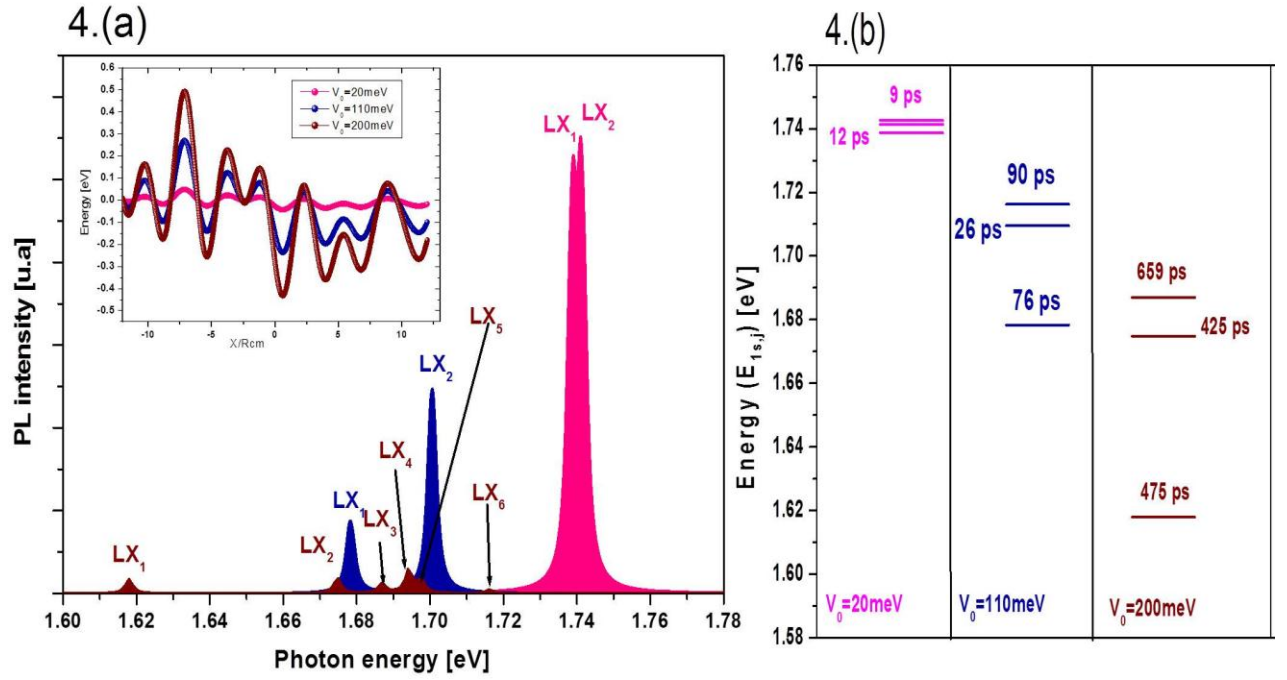 4.(a)
PL intensity [u.a]
Energy [eV]
0.6
0.5
0.4
0.3
0.2
0.1
0.0
-0.1
-0.2
-0.3
-0.4
-0.5
-10 -5 0 5 10
X/Rcm
V₀=20meV
V₀=110meV
V₀=200meV
LX₁ LX₂
LX₅
LX₂
LX₄
LX₆
LX₁
LX₃
LX₂
LX₁
1.60 1.62 1.64 1.66 1.68 1.70 1.72 1.74 1.76 1.78
Photon energy [eV]
4.(b)
Energy (E₁ₛ,ⱼ) [eV]
1.76
1.74
1.72
1.70
1.68
1.66
1.64
1.62
1.60
1.58
9 ps
12 ps
V₀=20meV
90 ps
26 ps
76 ps
V₀=110meV
659 ps
425 ps
475 ps
V₀=200meV